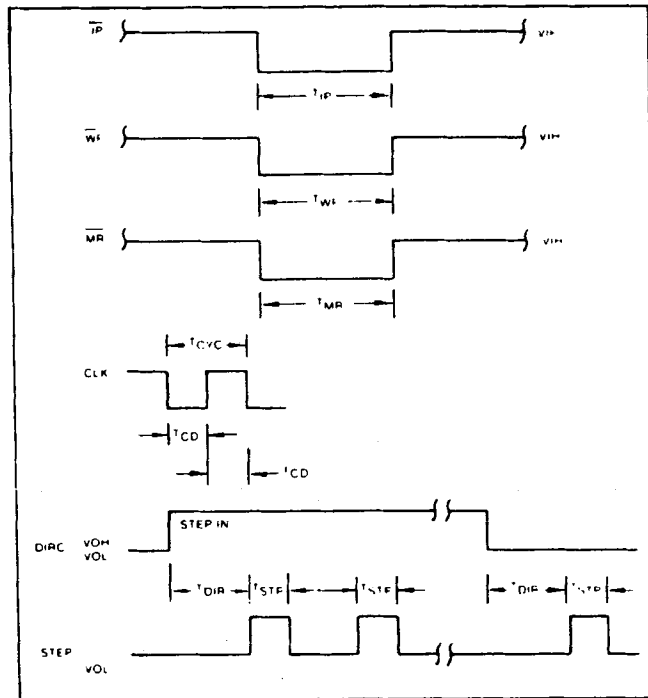 IP VIH
TIP
WF VIH
TWF
MR VIH
TMR
TCYC
CLK
TCD
TCD
STEP IN
DIRC VOH
VOL
TDIR TSTP TSTP TDIR TSTP
STEP
VOL